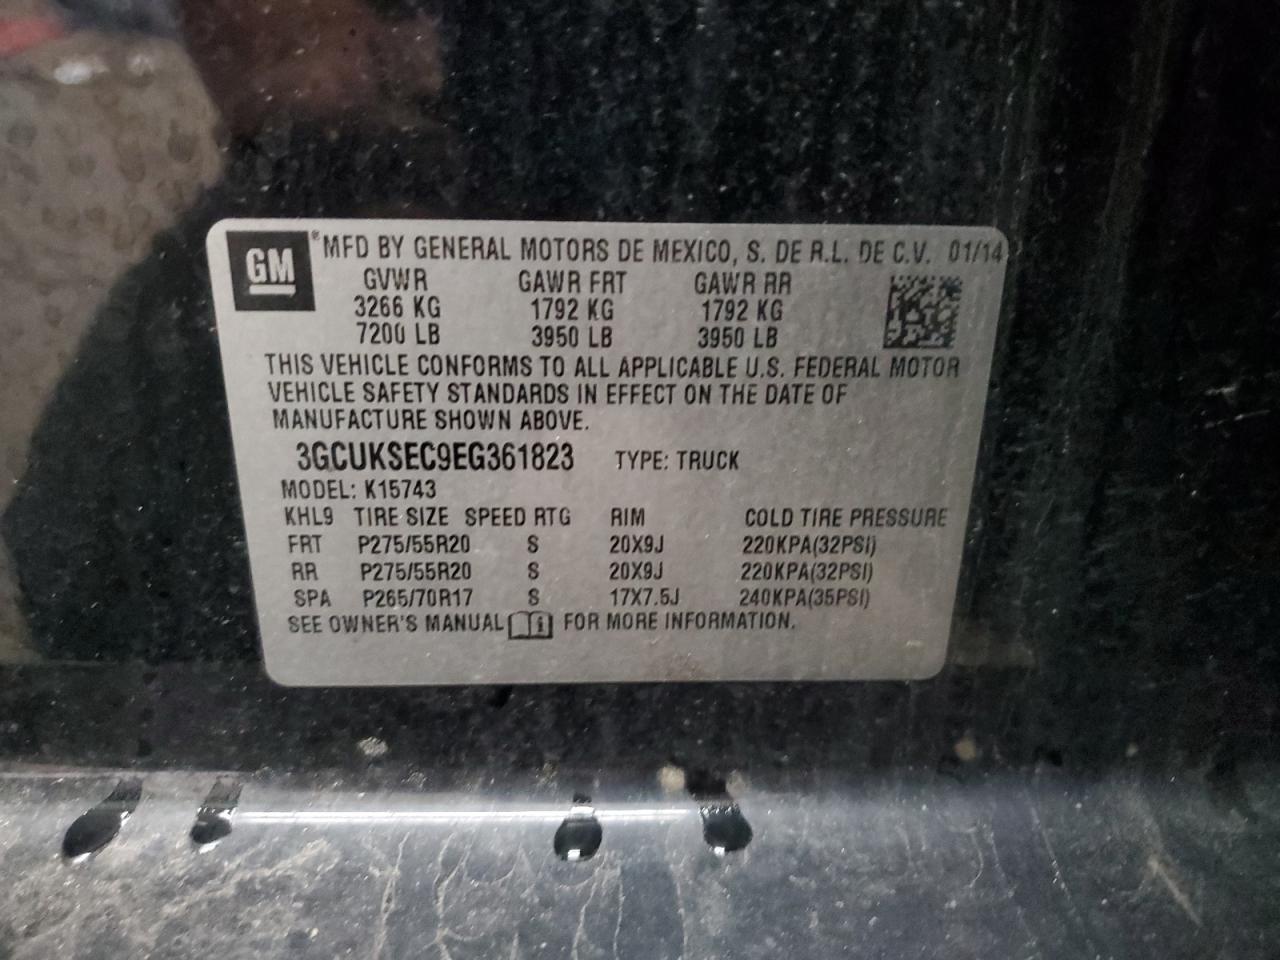 GM ® MFD BY GENERAL MOTORS DE MEXICO, S. DE R.L. DE C.V. 01/14
GVWR GAWR FRT GAWR RR
3266 KG 1792 KG 1792 KG
7200 LB 3950 LB 3950 LB
THIS VEHICLE CONFORMS TO ALL APPLICABLE U.S. FEDERAL MOTOR
VEHICLE SAFETY STANDARDS IN EFFECT ON THE DATE OF
MANUFACTURE SHOWN ABOVE.
3GCUKSEC9EG361823 TYPE: TRUCK
MODEL: K15743
KHL9 TIRE SIZE SPEED RTG RIM COLD TIRE PRESSURE
FRT P275/55R20 S 20X9J 220KPA(32PSI)
RR P275/55R20 S 20X9J 220KPA(32PSI)
SPA P265/70R17 S 17X7.5J 240KPA(35PSI)
SEE OWNER'S MANUAL i FOR MORE INFORMATION.